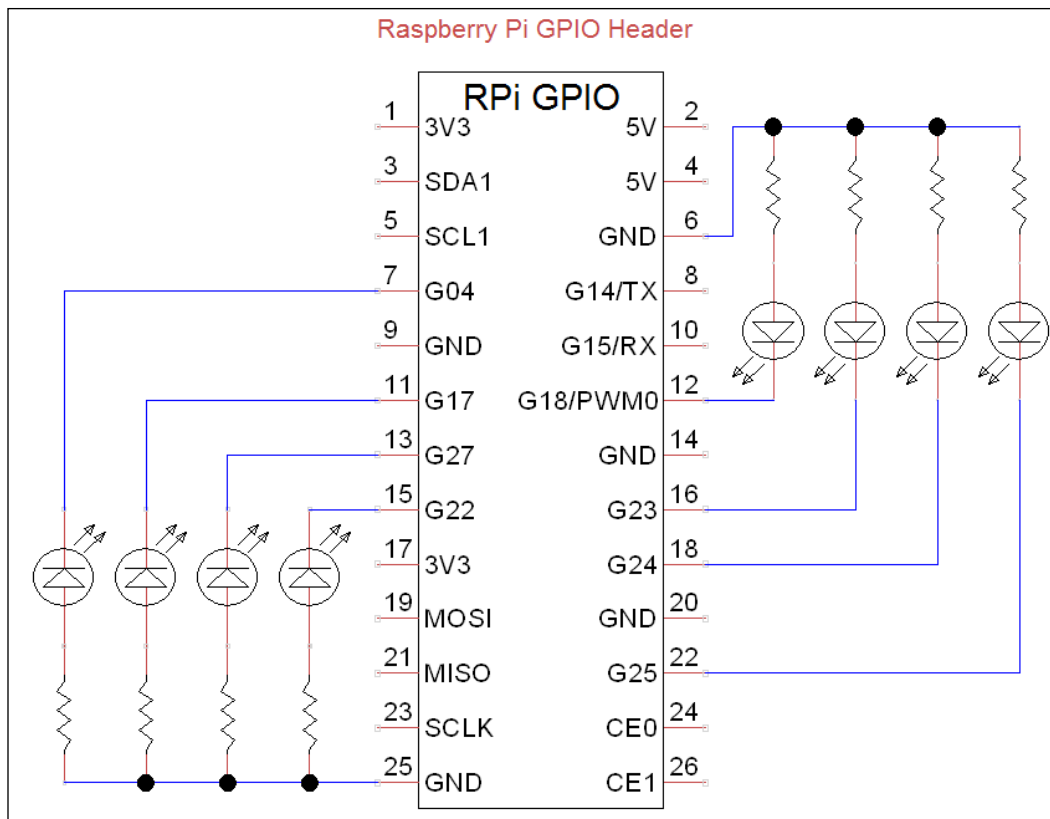 Raspberry Pi GPIO Header
RPi GPIO
1 3V3 5V 2
3 SDA1 5V 4
5 SCL1 GND 6
7 G04 G14/TX 8
9 GND G15/RX 10
11 G17 G18/PWM0 12
13 G27 GND 14
15 G22 G23 16
17 3V3 G24 18
19 MOSI GND 20
21 MISO G25 22
23 SCLK CE0 24
25 GND CE1 26